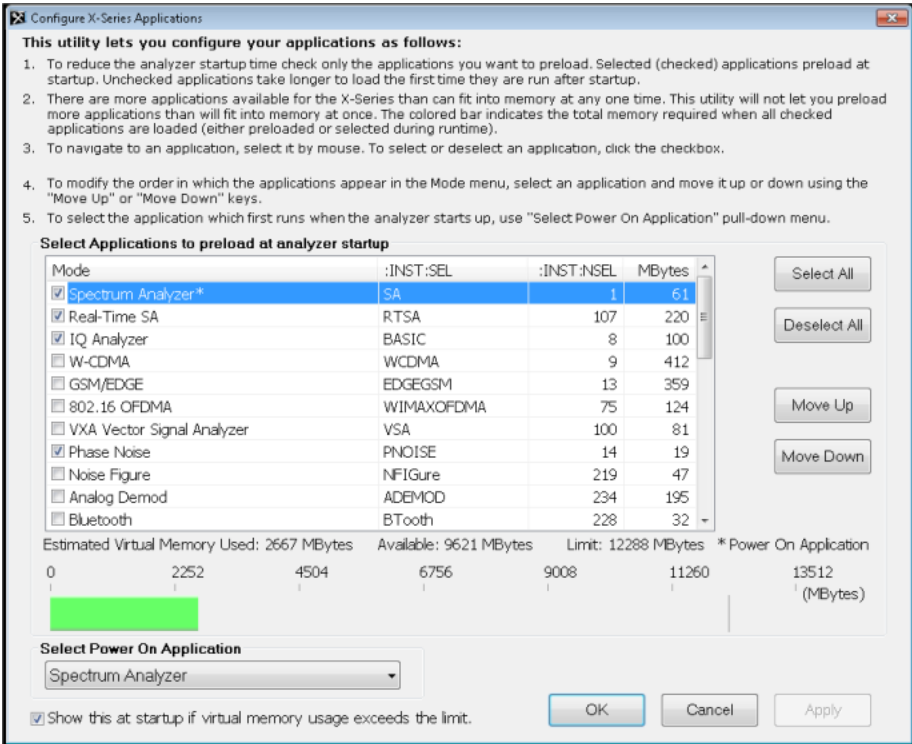 Configure X-Series Applications
This utility lets you configure your applications as follows:
1. To reduce the analyzer startup time check only the applications you want to preload. Selected (checked) applications preload at
startup. Unchecked applications take longer to load the first time they are run after startup.
2. There are more applications available for the X-Series than can fit into memory at any one time. This utility will not let you preload
more applications than will fit into memory at once. The colored bar indicates the total memory required when all checked
applications are loaded (either preloaded or selected during runtime).
3. To navigate to an application, select it by mouse. To select or deselect an application, click the checkbox.
4. To modify the order in which the applications appear in the Mode menu, select an application and move it up or down using the
"Move Up" or "Move Down" keys.
5. To select the application which first runs when the analyzer starts up, use "Select Power On Application" pull-down menu.
Select Applications to preload at analyzer startup
Mode :INST:SEL :INST:NSEL MBytes
Spectrum Analyzer* SA 1 61
Real-Time SA RTSA 107 220
IQ Analyzer BASIC 8 100
W-CDMA WCDMA 9 412
GSM/EDGE EDGEGSM 13 359
802.16 OFDMA WIMAXOFDMA 75 124
VXA Vector Signal Analyzer VSA 100 81
Phase Noise PNOISE 14 19
Noise Figure NFIGure 219 47
Analog Demod ADEMOD 234 195
Bluetooth BTooth 228 32
Select All
Deselect All
Move Up
Move Down
Estimated Virtual Memory Used: 2667 MBytes Available: 9621 MBytes Limit: 12288 MBytes * Power On Application
0 2252 4504 6756 9008 11260 13512
(MBytes)
Select Power On Application
Spectrum Analyzer
Show this at startup if virtual memory usage exceeds the limit.
OK Cancel Apply